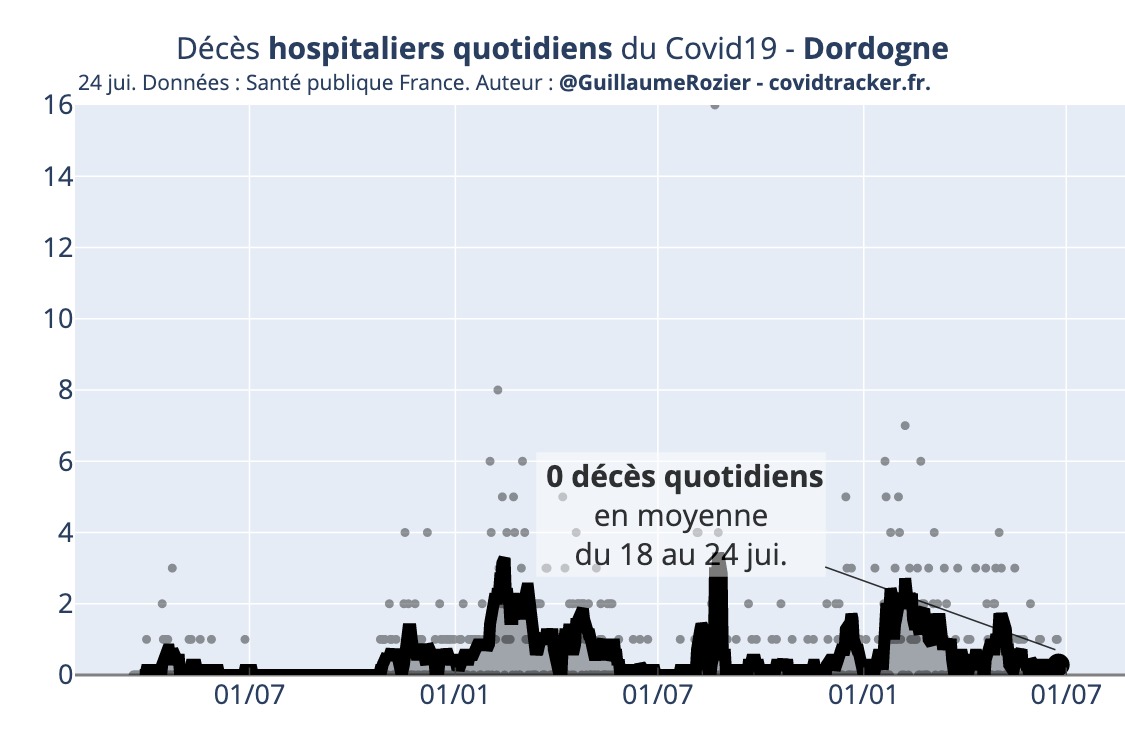 Décès hospitaliers quotidiens du Covid19 - Dordogne
24 jui. Données : Santé publique France. Auteur : @GuillaumeRozier - covidtracker.fr.
16
14
12
10
8
6
4
2
0
0 décès quotidiens
en moyenne
du 18 au 24 jui.
01/07 01/01 01/07 01/01 01/07